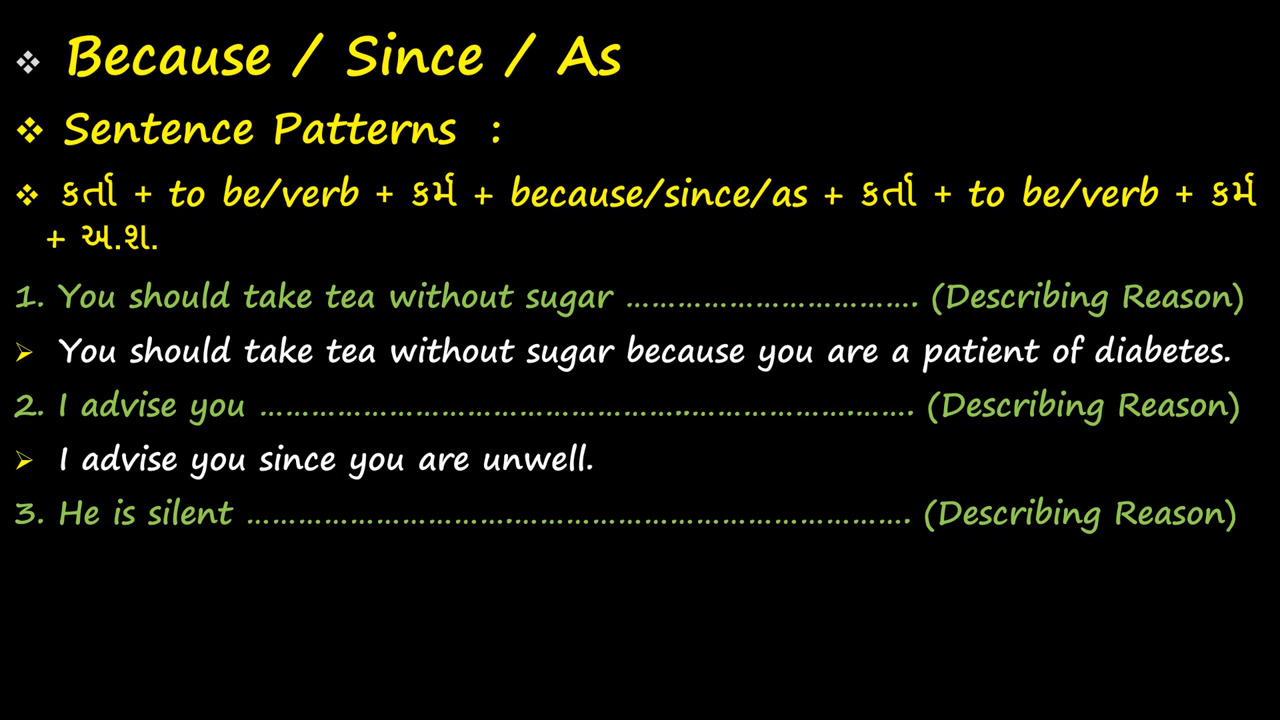 ❖ Because / Since / As
❖ Sentence Patterns :
❖ કર્તા + to be/verb + કર્મ + because/since/as + કર્તા + to be/verb + કર્મ
+ અ.શ.
1. You should take tea without sugar ……………………………. (Describing Reason)
➢ You should take tea without sugar because you are a patient of diabetes.
2. I advise you …………………………………………..……………….……. (Describing Reason)
➢ I advise you since you are unwell.
3. He is silent ………………………….………………………………………. (Describing Reason)